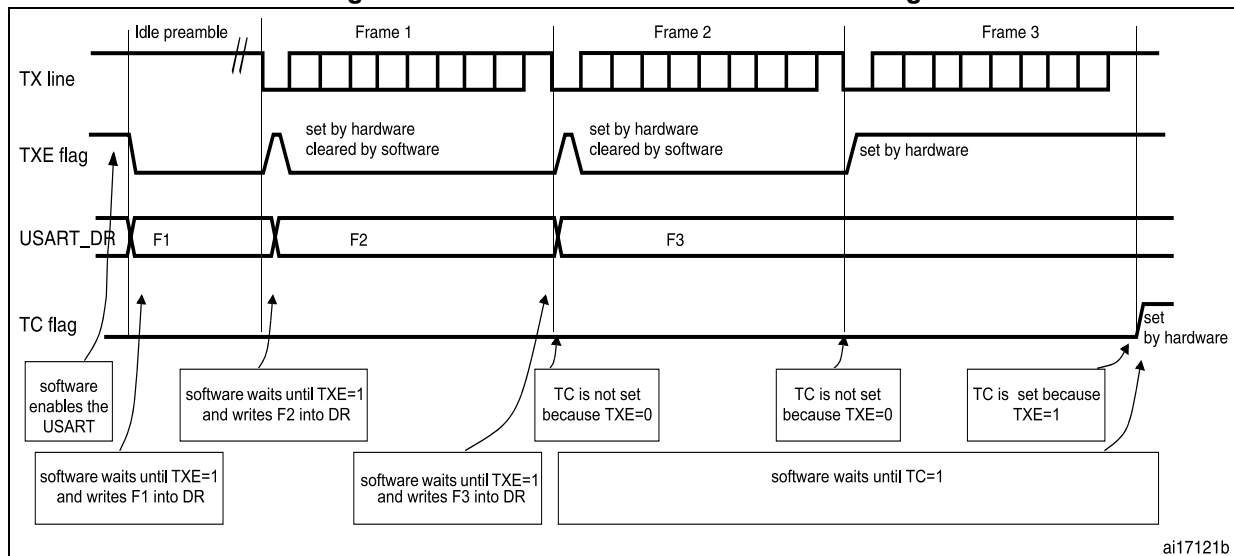 Idle preamble
Frame 1
Frame 2
Frame 3
TX line
TXE flag
set by hardware
cleared by software
set by hardware
cleared by software
set by hardware
USART_DR
F1
F2
F3
TC flag
set
by hardware
software
enables the
USART
software waits until TXE=1
and writes F2 into DR
TC is not set
because TXE=0
TC is not set
because TXE=0
TC is set because
TXE=1
software waits until TXE=1
and writes F1 into DR
software waits until TXE=1
and writes F3 into DR
software waits until TC=1
ai17121b